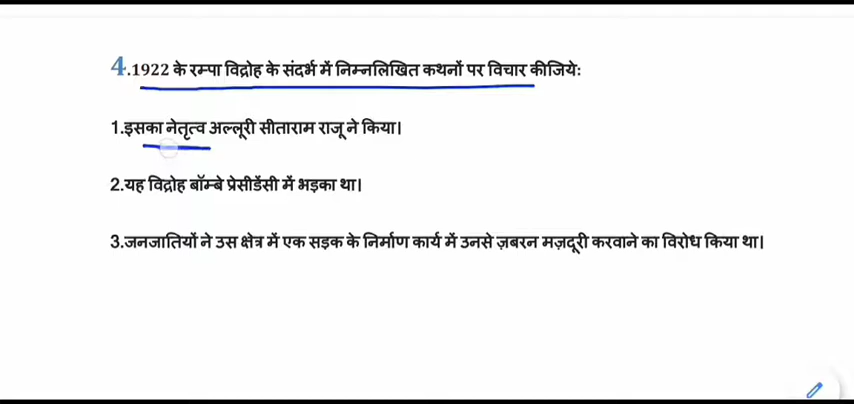 4.1922 के रम्पा विद्रोह के संदर्भ में निम्नलिखित कथनों पर विचार कीजिये:
1.इसका नेतृत्व अल्लूरी सीताराम राजू ने किया।
2.यह विद्रोह बॉम्बे प्रेसीडेंसी में भड़का था।
3.जनजातियों ने उस क्षेत्र में एक सड़क के निर्माण कार्य में उनसे ज़बरन मज़दूरी करवाने का विरोध किया था।